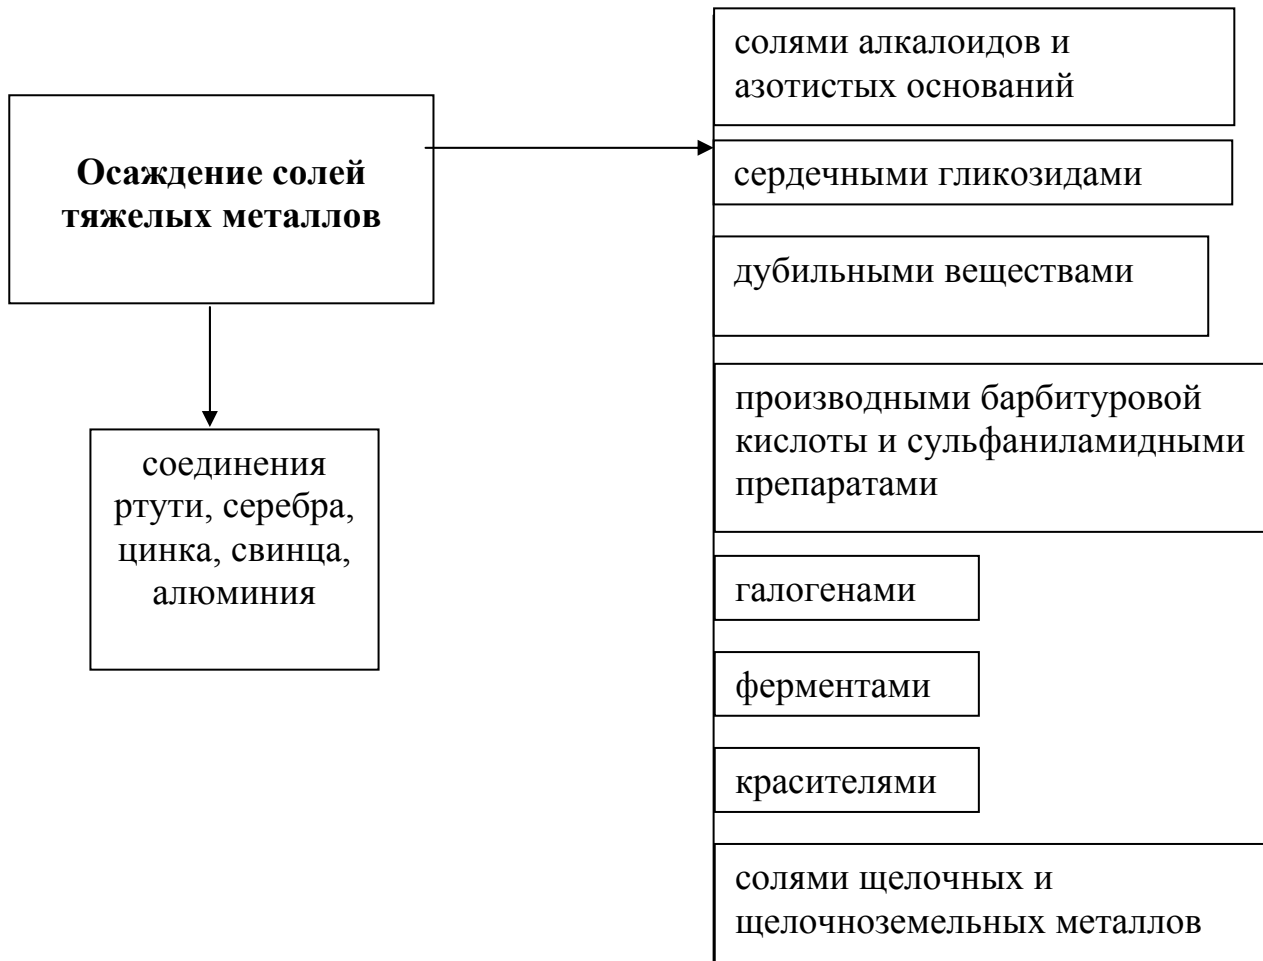 Осаждение солей
тяжелых металлов
соединения
ртути, серебра,
цинка, свинца,
алюминия
солями алкалоидов и
азотистых оснований
сердечными гликозидами
дубильными веществами
производными барбитуровой
кислоты и сульфаниламидными
препаратами
галогенами
ферментами
красителями
солями щелочных и
щелочноземельных металлов